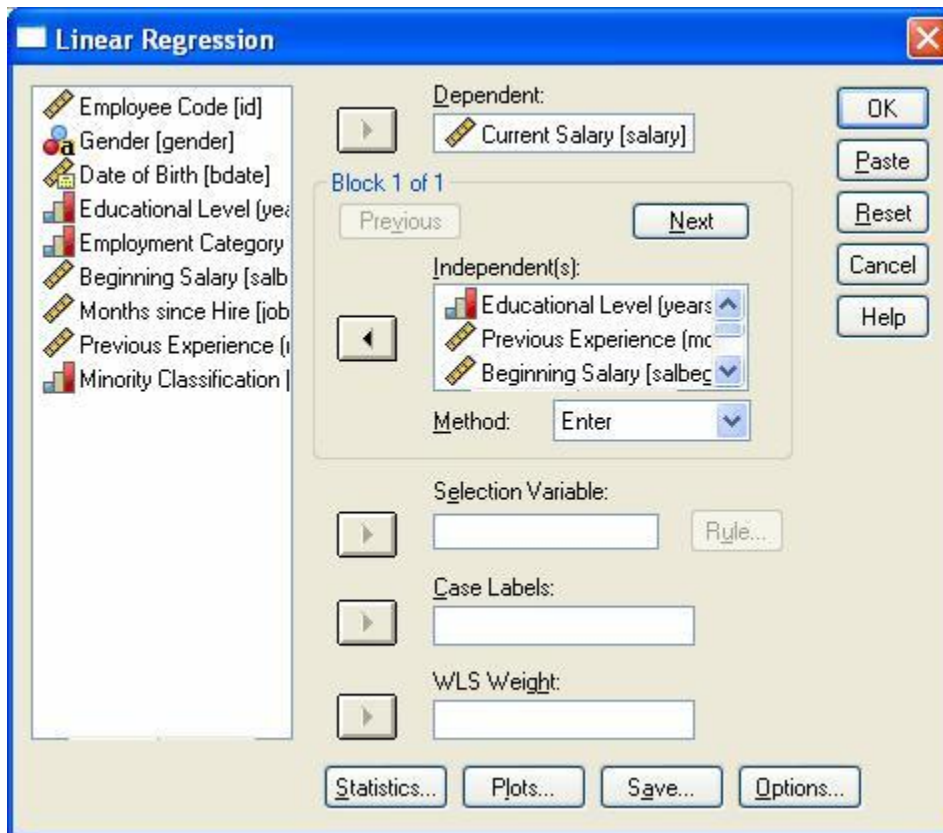 Linear Regression
Employee Code [id]
Gender [gender]
Date of Birth [bdate]
Educational Level (yea
Employment Category
Beginning Salary [salb
Months since Hire [job
Previous Experience (r
Minority Classification [
Dependent:
Current Salary [salary]
Block 1 of 1
Previous
Next
Independent(s):
Educational Level (years
Previous Experience (mo
Beginning Salary [salbeg
Method:
Enter
Selection Variable:
Rule...
Case Labels:
WLS Weight:
Statistics...
Plots...
Save...
Options...
OK
Paste
Reset
Cancel
Help